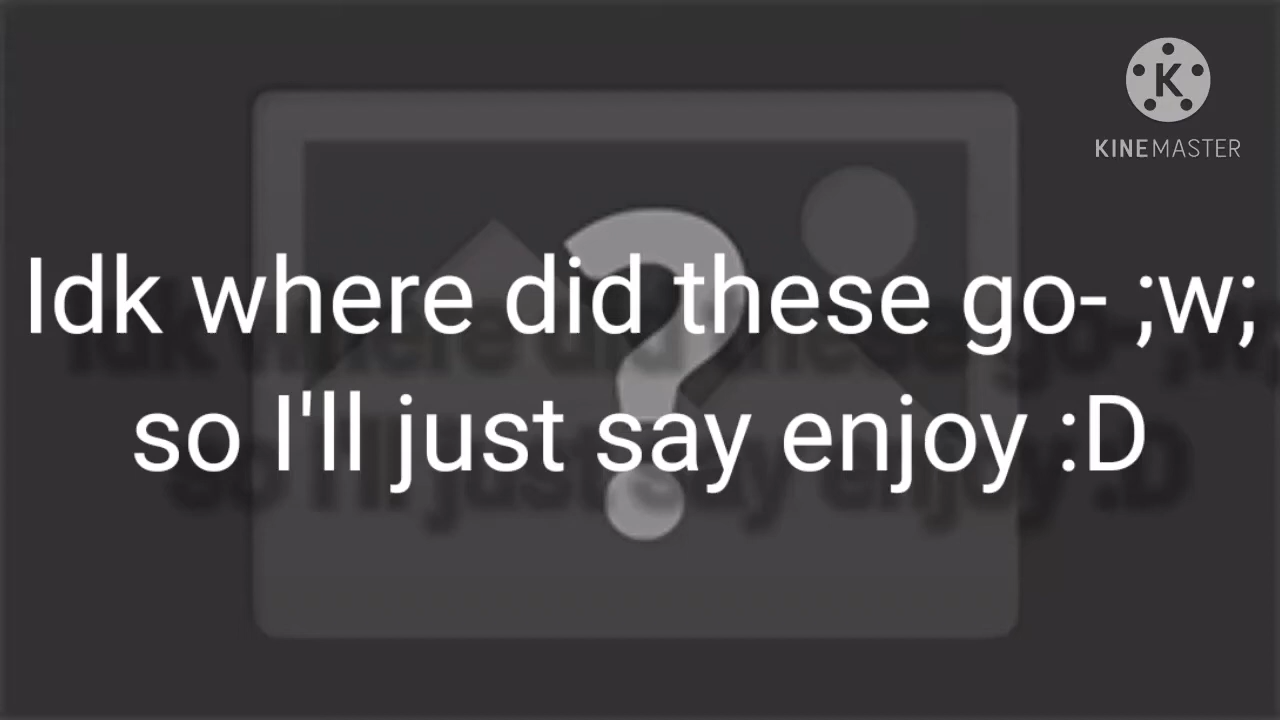 K
KINEMASTER
Idk where did these go- ;w;
so I'll just say enjoy :D